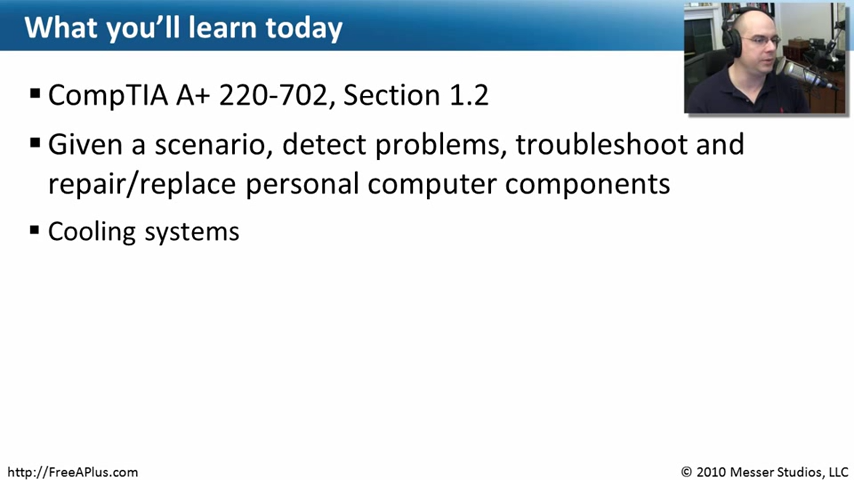 What you'll learn today
▪ CompTIA A+ 220-702, Section 1.2
▪ Given a scenario, detect problems, troubleshoot and
repair/replace personal computer components
▪ Cooling systems
http://FreeAPlus.com
© 2010 Messer Studios, LLC